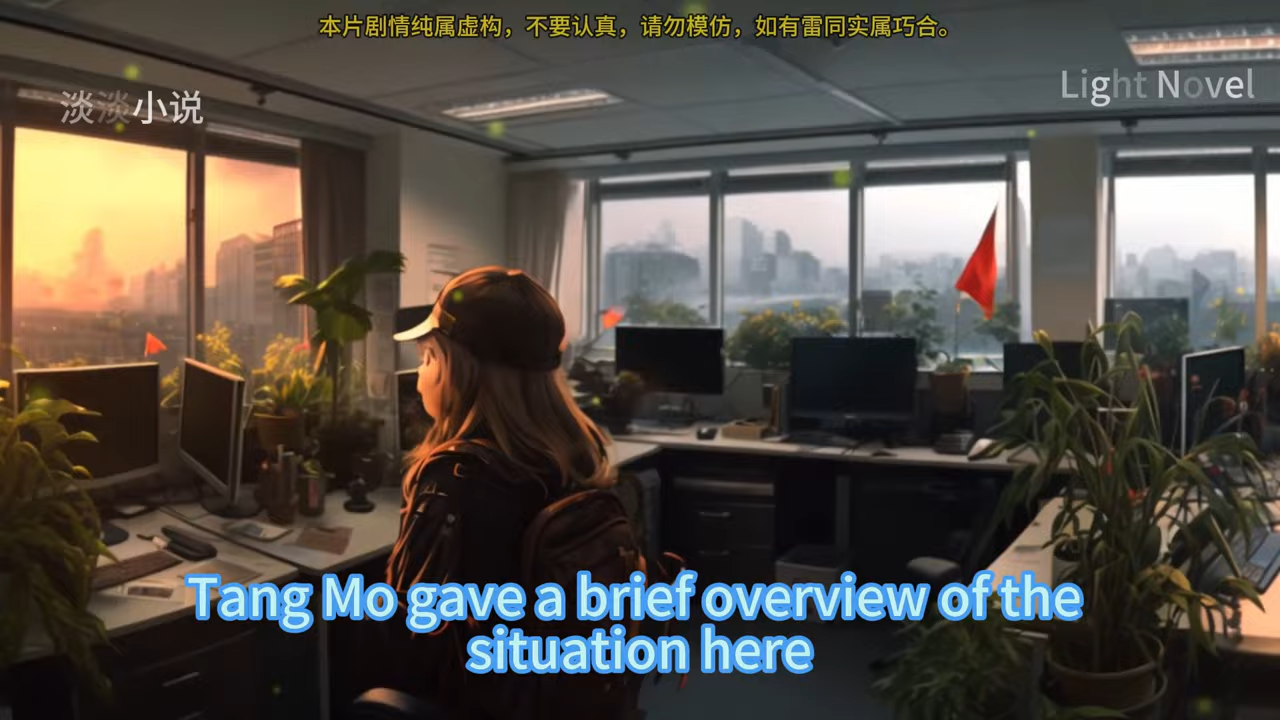 本片剧情纯属虚构，不要认真，请勿模仿，如有雷同实属巧合。
淡淡小说
Light Novel
Tang Mo gave a brief overview of the
situation here